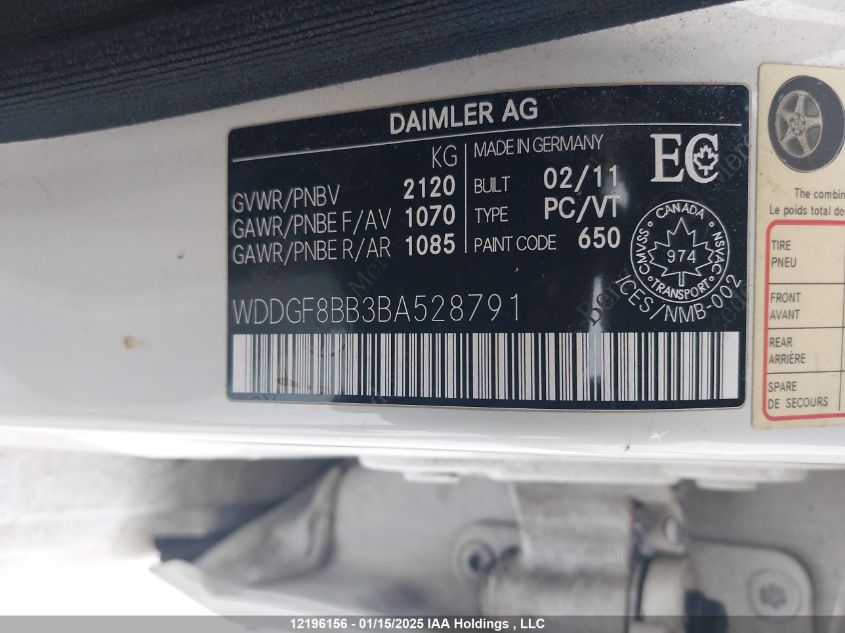 DAIMLER AG
KG
GVWR/PNBV 2120
GAWR/PNBE F/AV 1070
GAWR/PNBE R/AR 1085
MADE IN GERMANY
BUILT 02/11
TYPE PC/VT
PAINT CODE 650
EC
CANADA
CMVSS NSVAC
974
TRANSPORT
ICES/NMB-002
WDDGF8BB3BA528791
The combin
Le poids total de
TIRE
PNEU
FRONT
AVANT
REAR
ARRIÈRE
SPARE
DE SECOURS
12196156 - 01/15/2025 IAA Holdings , LLC